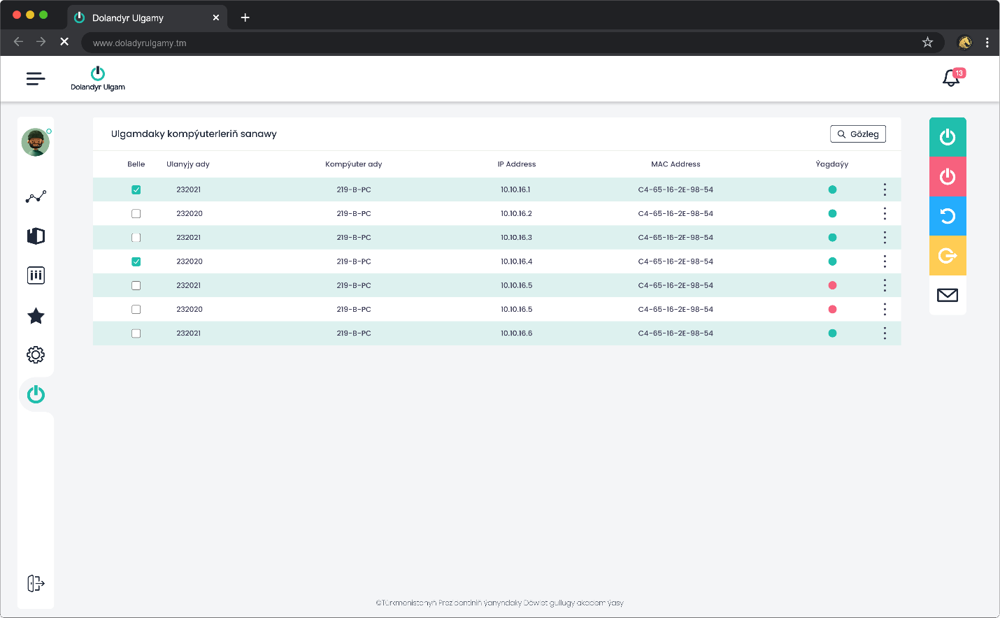 Dolandyr Ulgamy
www.doladyrulgamy.tm
Dolandyr Ulgam
13
Ulgamdaky kompýuterleriň sanawy
Gözleg
Belle Ulanyjy ady Kompýuter ady IP Address MAC Address Ýagdaýy
232021 219-B-PC 10.10.16.1 C4-65-16-2E-98-54
232020 219-B-PC 10.10.16.2 C4-65-16-2E-98-54
232021 219-B-PC 10.10.16.3 C4-65-16-2E-98-54
232020 219-B-PC 10.10.16.4 C4-65-16-2E-98-54
232021 219-B-PC 10.10.16.5 C4-65-16-2E-98-54
232020 219-B-PC 10.10.16.5 C4-65-16-2E-98-54
232021 219-B-PC 10.10.16.6 C4-65-16-2E-98-54
©Türkmenistanyň Prezidentiniň ýanyndaky Döwlet gullugy akademiýasy